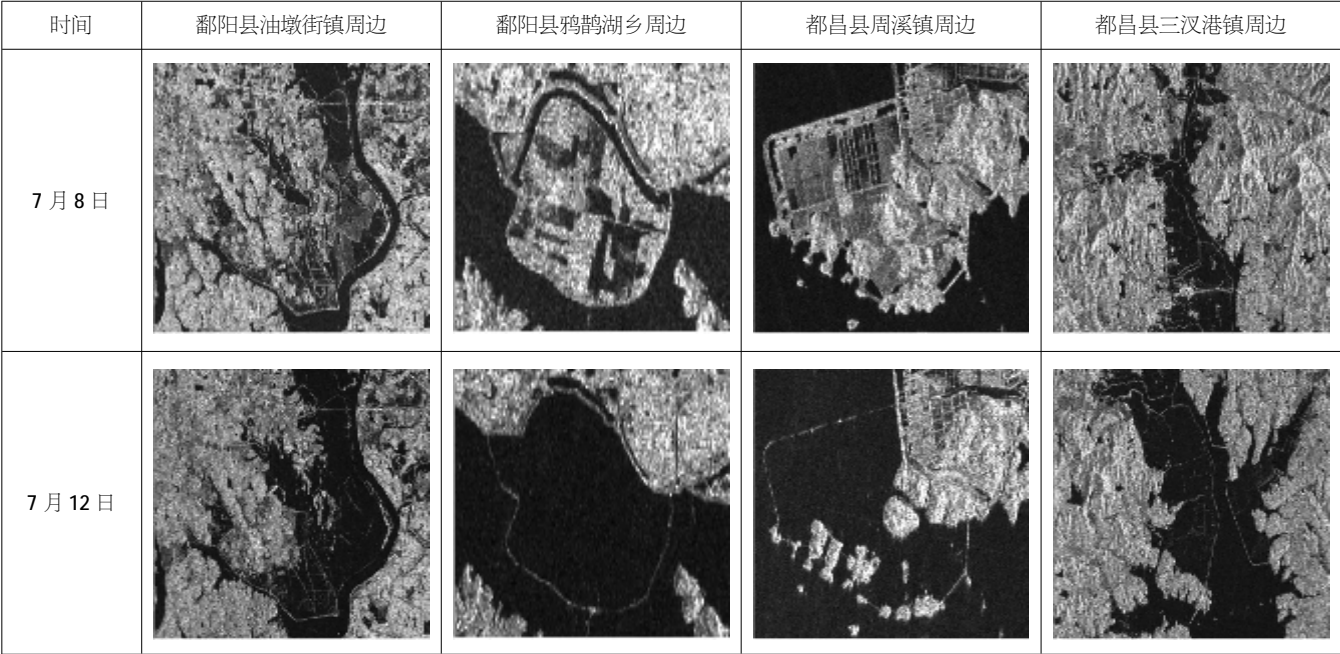 时间
鄱阳县油墩街镇周边
鄱阳县鸦鹊湖乡周边
都昌县周溪镇周边
都昌县三汊港镇周边
7 月 8 日
7 月 12 日